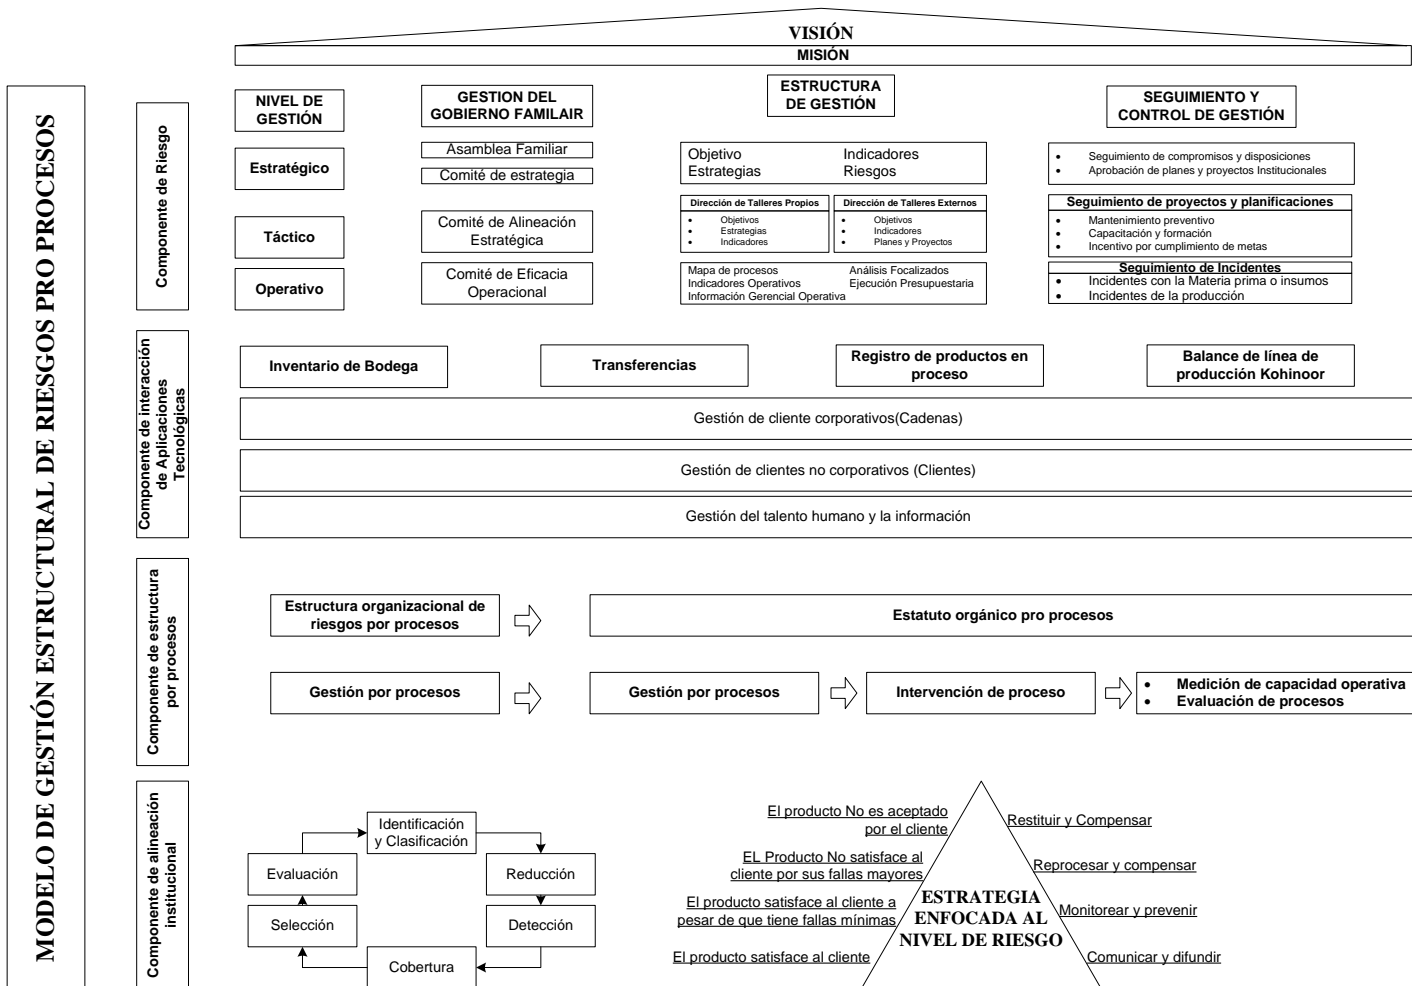 VISIÓN
MISIÓN
MODELO DE GESTIÓN ESTRUCTURAL DE RIESGOS PRO PROCESOS
Componente de Riesgo
NIVEL DE
GESTIÓN
GESTION DEL
GOBIERNO FAMILAIR
ESTRUCTURA
DE GESTIÓN
SEGUIMIENTO Y
CONTROL DE GESTIÓN
Estratégico
Asamblea Familiar
Comité de estrategia
Objetivo Indicadores
Estrategias Riesgos
• Seguimiento de compromisos y disposiciones
• Aprobación de planes y proyectos Institucionales
Táctico
Comité de Alineación
Estratégica
Dirección de Talleres Propios
• Objetivos
• Estrategias
• Indicadores
Dirección de Talleres Externos
• Objetivos
• Indicadores
• Planes y Proyectos
Seguimiento de proyectos y planificaciones
• Mantenimiento preventivo
• Capacitación y formación
• Incentivo por cumplimiento de metas
Operativo
Comité de Eficacia
Operacional
Mapa de procesos Análisis Focalizados
Indicadores Operativos Ejecución Presupuestaria
Información Gerencial Operativa
Seguimiento de Incidentes
• Incidentes con la Materia prima o insumos
• Incidentes de la producción
Componente de interacción
de Aplicaciones
Tecnológicas
Inventario de Bodega
Transferencias
Registro de productos en
proceso
Balance de línea de
producción Kohinoor
Gestión de cliente corporativos(Cadenas)
Gestión de clientes no corporativos (Clientes)
Gestión del talento humano y la información
Componente de estructura
por procesos
Estructura organizacional de
riesgos por procesos
Estatuto orgánico pro procesos
Gestión por procesos
Gestión por procesos
Intervención de proceso
• Medición de capacidad operativa
• Evaluación de procesos
Componente de alineación
institucional
Identificación
y Clasificación
Evaluación
Reducción
Selección
Detección
Cobertura
El producto No es aceptado
por el cliente
Restituir y Compensar
EL Producto No satisface al
cliente por sus fallas mayores
Reprocesar y compensar
El producto satisface al cliente a
pesar de que tiene fallas mínimas
Monitorear y prevenir
El producto satisface al cliente
Comunicar y difundir
ESTRATEGIA
ENFOCADA AL
NIVEL DE RIESGO